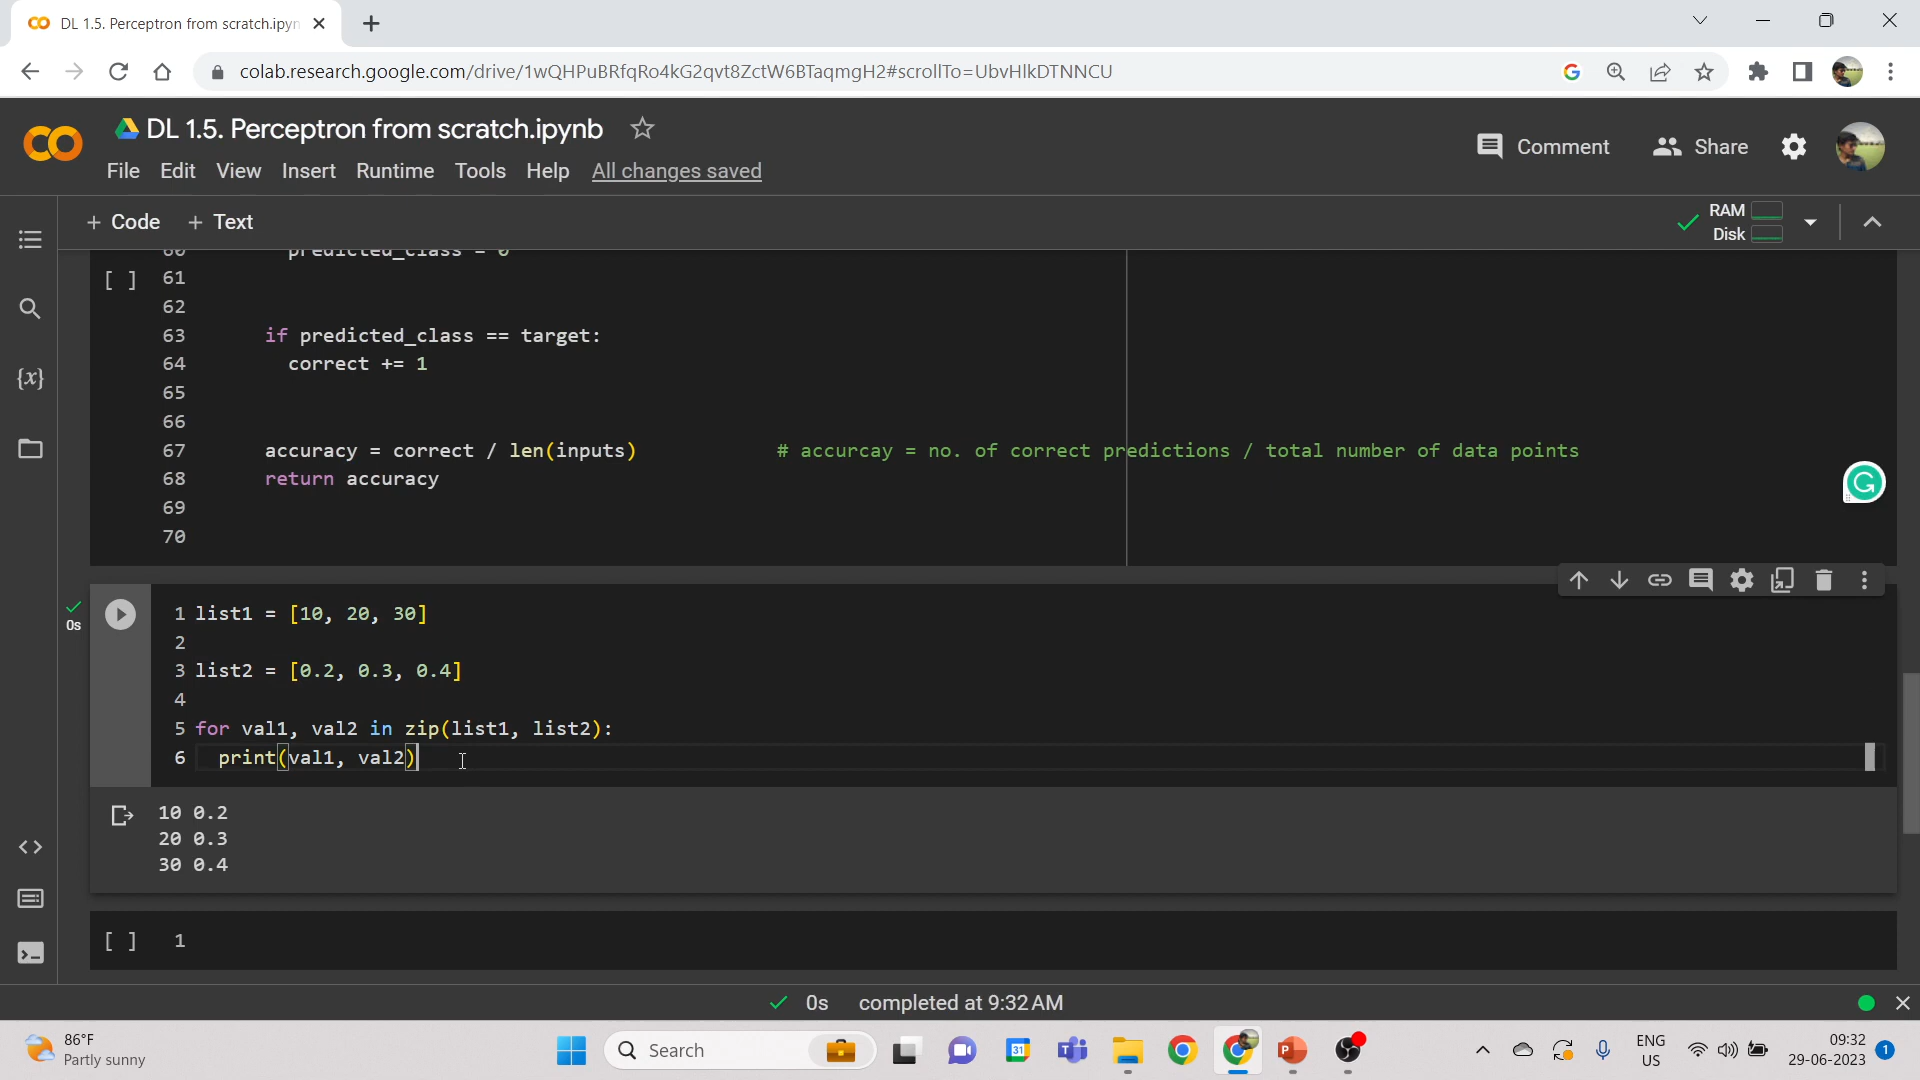 DL 1.5. Perceptron from scratch.ipyn
colab.research.google.com/drive/1wQHPuBRfqRo4kG2qvt8ZctW6BTaqmgH2#scrollTo=UbvHlkDTNNCU
DL 1.5. Perceptron from scratch.ipynb
Comment
Share
File Edit View Insert Runtime Tools Help All changes saved
+ Code + Text
RAM
Disk
60 predicted_class = 0
[ ] 61
62
63 if predicted_class == target:
64 correct += 1
65
66
67 accuracy = correct / len(inputs) # accurcay = no. of correct predictions / total number of data points
68 return accuracy
69
70
0s
1 list1 = [10, 20, 30]
2
3 list2 = [0.2, 0.3, 0.4]
4
5 for val1, val2 in zip(list1, list2):
6 print(val1, val2)
10 0.2
20 0.3
30 0.4
[ ] 1
0s completed at 9:32 AM
86°F
Partly sunny
Search
31
ENG
US
09:32
29-06-2023
1